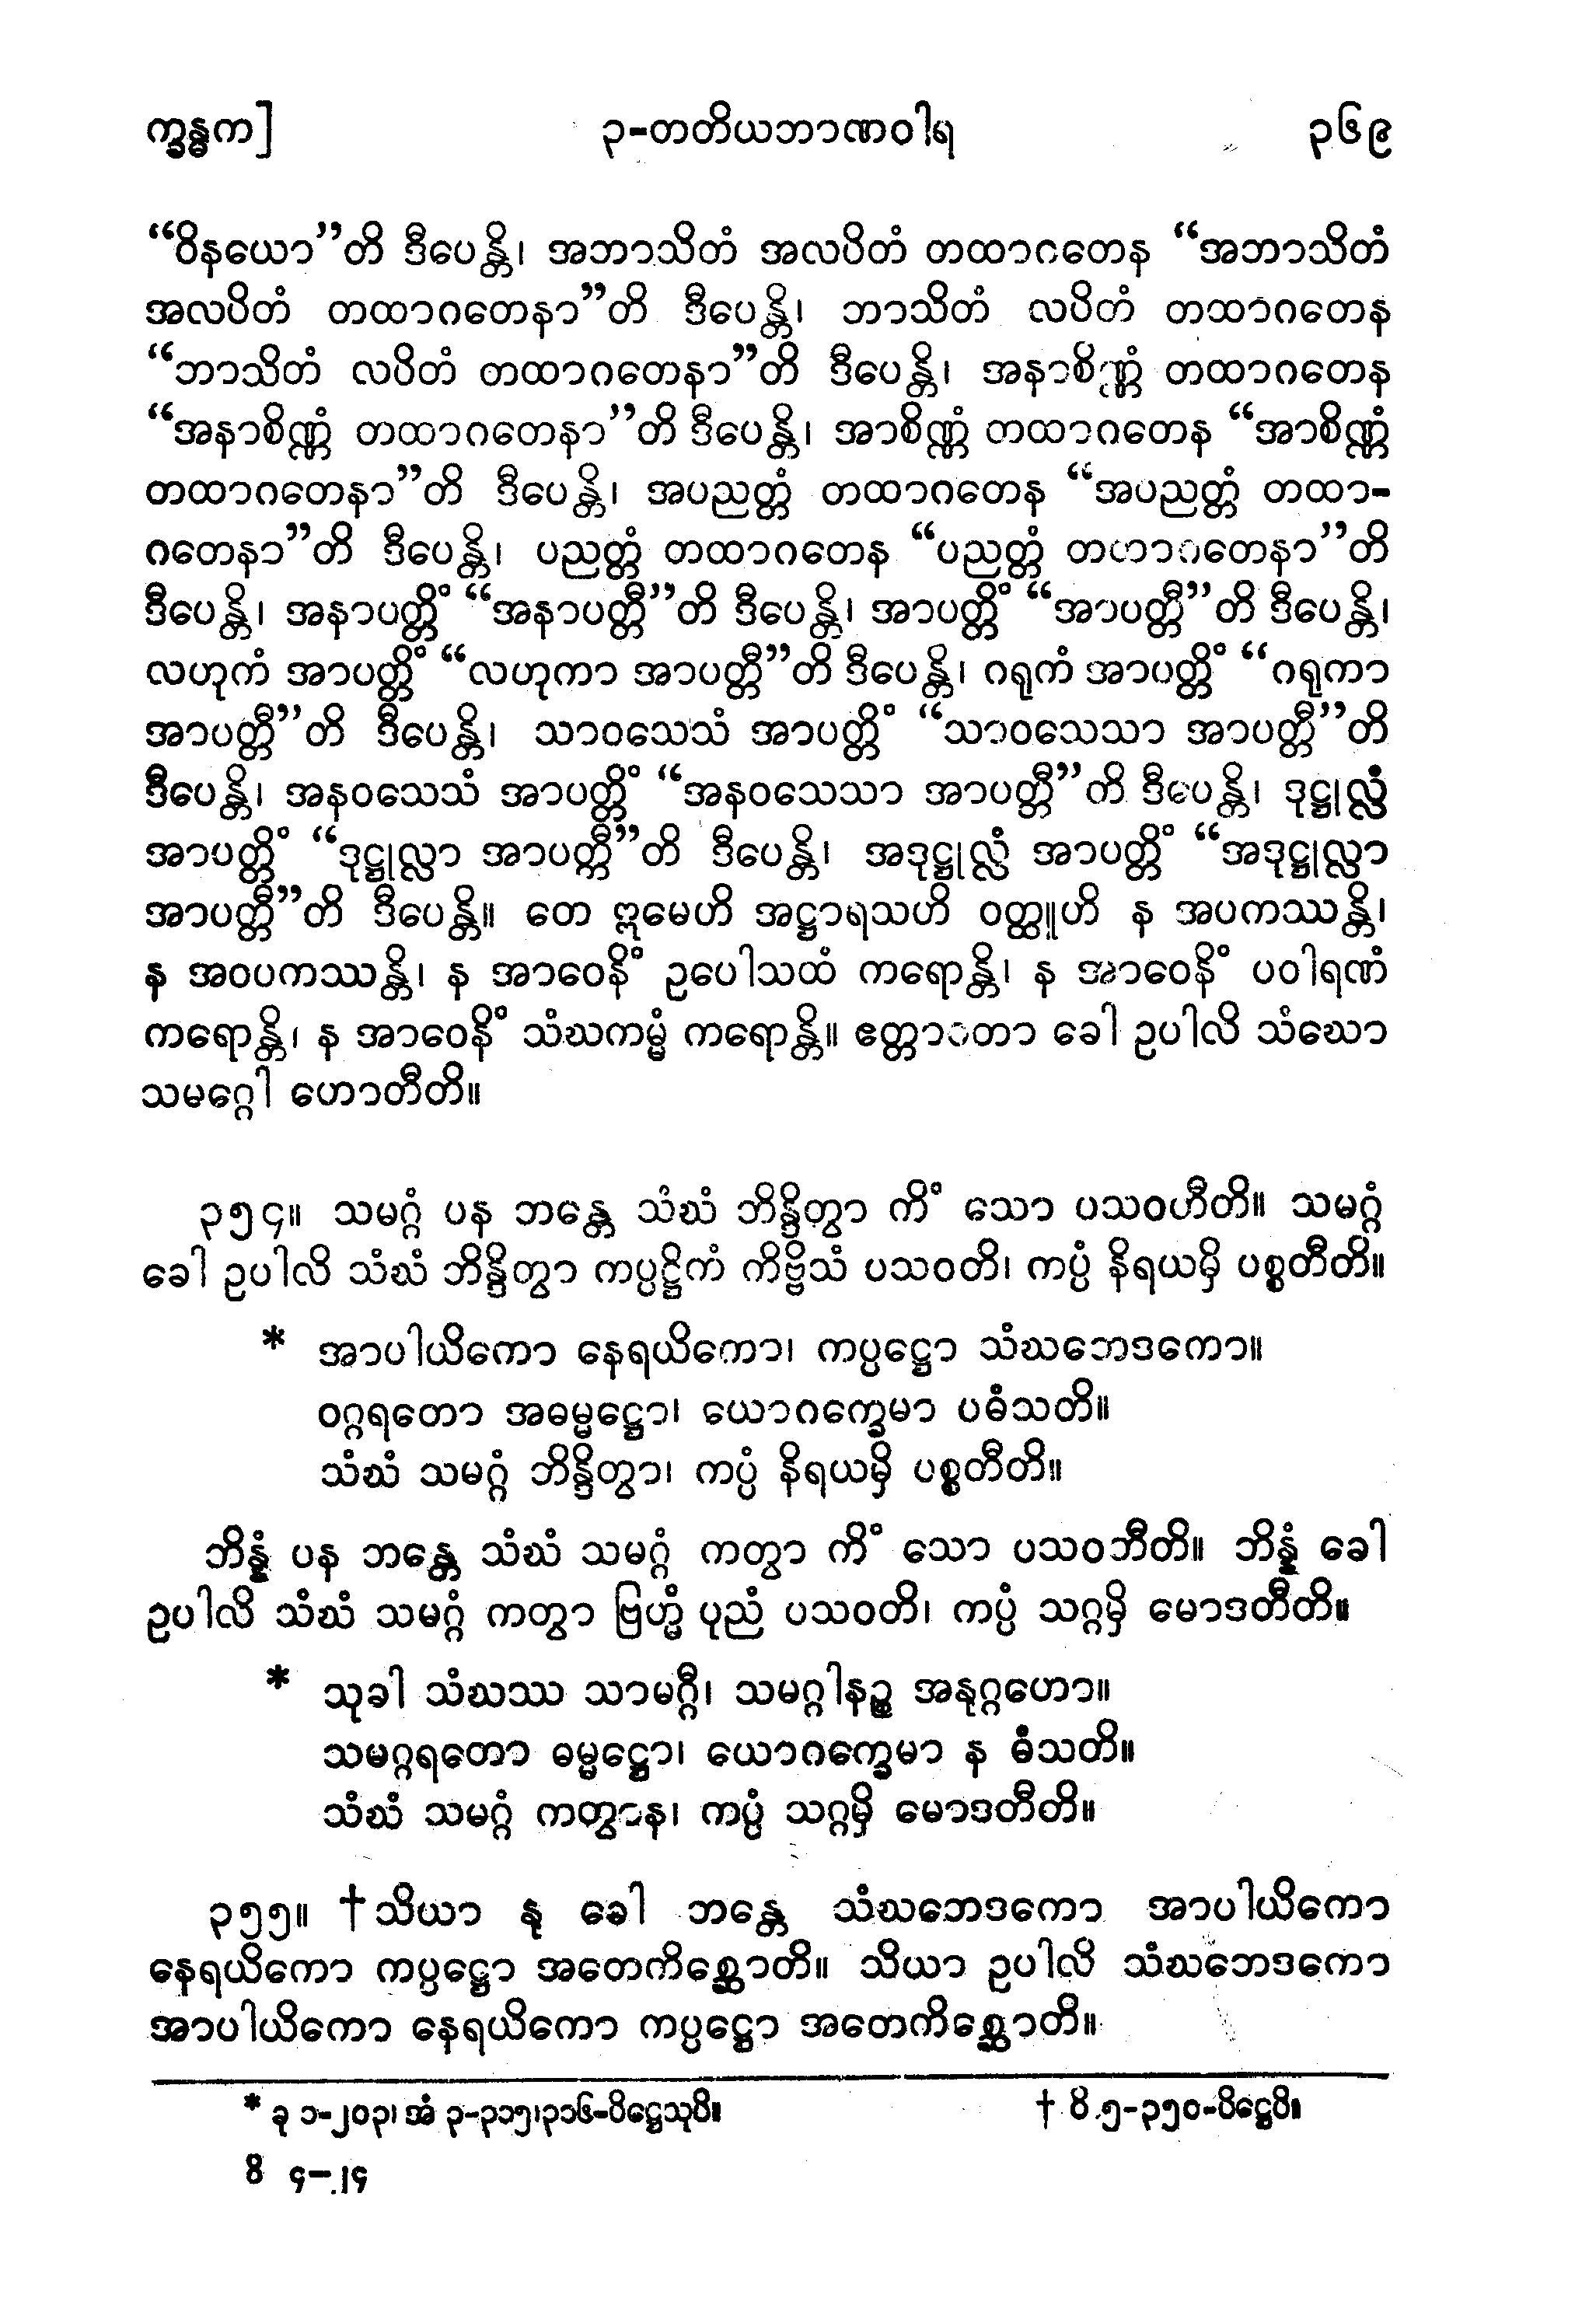 က္ခန္ဓက] ၃-တတိယဘာဏဝါရ ၃၆၉
“ဝိနယော”တိ ဒီပေန္တိ၊ အဘာသိတံ အလပိတံ တထာဂတေန “အဘာသိတံ
အလပိတံ တထာဂတေနာ”တိ ဒီပေန္တိ၊ ဘာသိတံ လပိတံ တထာဂတေန
“ဘာသိတံ လပိတံ တထာဂတေနာ”တိ ဒီပေန္တိ၊ အနာစိဏ္ဏံ တထာဂတေန
“အနာစိဏ္ဏံ တထာဂတေနာ”တိ ဒီပေန္တိ၊ အာစိဏ္ဏံ တထာဂတေန “အာစိဏ္ဏံ
တထာဂတေနာ”တိ ဒီပေန္တိ၊ အပညတ္တံ တထာဂတေန “အပညတ္တံ တထာ-
ဂတေနာ”တိ ဒီပေန္တိ၊ ပညတ္တံ တထာဂတေန “ပညတ္တံ တထာဂတေနာ”တိ
ဒီပေန္တိ၊ အနာပတ္တိံ “အနာပတ္တီ”တိ ဒီပေန္တိ၊ အာပတ္တိံ “အာပတ္တီ”တိ ဒီပေန္တိ၊
လဟုကံ အာပတ္တိံ “လဟုကာ အာပတ္တီ”တိ ဒီပေန္တိ၊ ဂရုကံ အာပတ္တိံ “ဂရုကာ
အာပတ္တီ”တိ ဒီပေန္တိ၊ သာဝသေသံ အာပတ္တိံ “သာဝသေသာ အာပတ္တီ”တိ
ဒီပေန္တိ၊ အနဝသေသံ အာပတ္တိံ “အနဝသေသာ အာပတ္တီ”တိ ဒီပေန္တိ၊ ဒုဋ္ဌုလ္လံ
အာပတ္တိံ “ဒုဋ္ဌုလ္လာ အာပတ္တီ”တိ ဒီပေန္တိ၊ အဒုဋ္ဌုလ္လံ အာပတ္တိံ “အဒုဋ္ဌုလ္လာ
အာပတ္တီ”တိ ဒီပေန္တိ။ တေ ဣမေဟိ အဋ္ဌာရသဟိ ဝတ္ထူဟိ န အပကဿန္တိ၊
န အဝပကဿန္တိ၊ န အာဝေနိံ ဥပေါသထံ ကရောန္တိ၊ န အာဝေနိံ ပဝါရဏံ
ကရောန္တိ၊ န အာဝေနိံ သံဃကမ္မံ ကရောန္တိ။ ဧတ္တာဝတာ ခေါ ဥပါလိ သံဃော
သမဂ္ဂေါ ဟောတီတိ။
၃၅၄။ သမဂ္ဂံ ပန ဘန္တေ သံဃံ ဘိန္ဒိတွာ ကိံ သော ပသဝဟီတိ။ သမဂ္ဂံ
ခေါ ဥပါလိ သံဃံ ဘိန္ဒိတွာ ကပ္ပဋ္ဌိကံ ကိဗ္ဗိသံ ပသဝတိ၊ ကပ္ပံ နိရယမှိ ပစ္စတီတိ။
* အာပါယိကော နေရယိကော၊ ကပ္ပဋ္ဌော သံဃဘေဒကော။
ဝဂ္ဂရတော အဓမ္မဋ္ဌော၊ ယောဂက္ခေမာ ပဓံသတိ။
သံဃံ သမဂ္ဂံ ဘိန္ဒိတွာ၊ ကပ္ပံ နိရယမှိ ပစ္စတီတိ။
ဘိန္နံ ပန ဘန္တေ သံဃံ သမဂ္ဂံ ကတွာ ကိံ သော ပသဝဘီတိ။ ဘိန္နံ ခေါ
ဥပါလိ သံဃံ သမဂ္ဂံ ကတွာ ဗြဟ္မံ ပုညံ ပသဝတိ၊ ကပ္ပံ သဂ္ဂမှိ မောဒတီတိ။
* သုခါ သံဃဿ သာမဂ္ဂီ၊ သမဂ္ဂါနဉ္စ အနုဂ္ဂဟော။
သမဂ္ဂရတော ဓမ္မဋ္ဌော၊ ယောဂက္ခေမာ န ဓံသတိ။
သံဃံ သမဂ္ဂံ ကတွာန၊ ကပ္ပံ သဂ္ဂမှိ မောဒတီတိ။
၃၅၅။ †သိယာ နု ခေါ ဘန္တေ သံဃဘေဒကော အာပါယိကော
နေရယိကော ကပ္ပဋ္ဌော အတေကိစ္ဆောတိ။ သိယာ ဥပါလိ သံဃဘေဒကော
အာပါယိကော နေရယိကော ကပ္ပဋ္ဌော အတေကိစ္ဆောတိ။
* ခု ၁-၂၀၃၊ အံ ၃-၃၁၅၊၃၁၆-ပိဋ္ဌေသုပိ။ † ဝိ ၅-၃၅၀-ပိဋ္ဌေပိ။
ဝိ ၄-၂၄